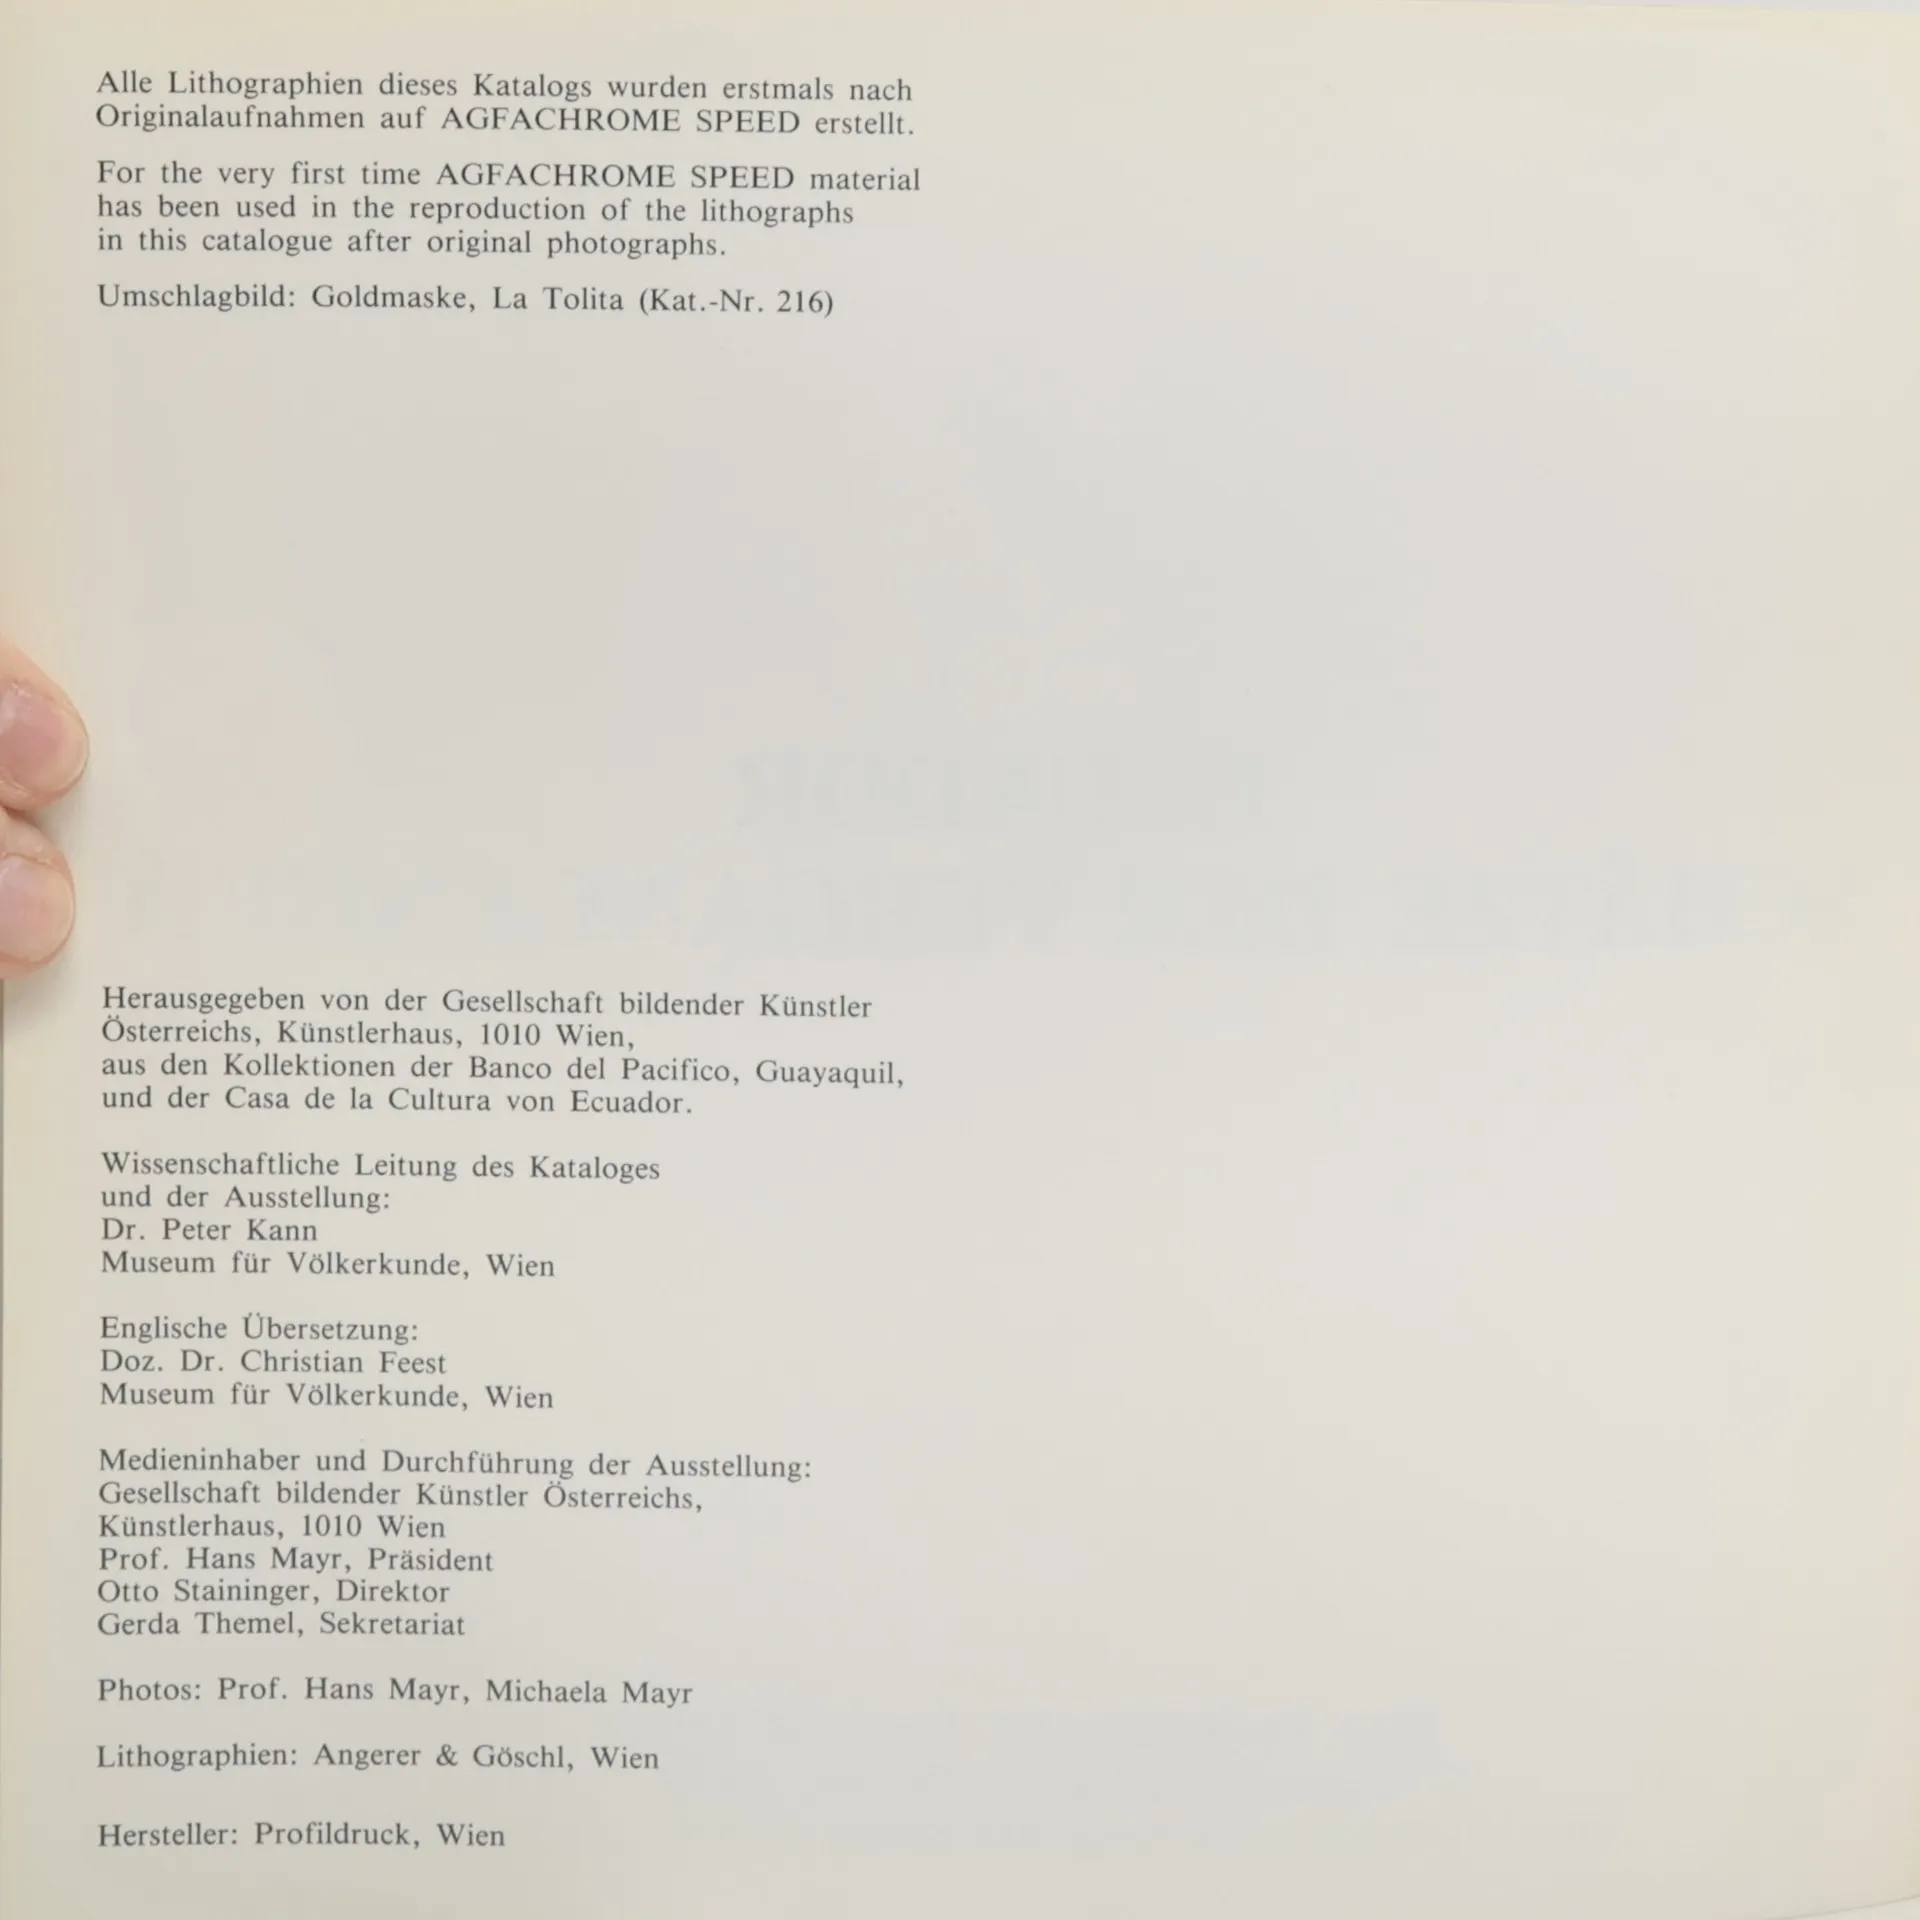 Alle Lithographien dieses Katalogs wurden erstmals nach
Originalaufnahmen auf AGFACHROME SPEED erstellt.
For the very first time AGFACHROME SPEED material
has been used in the reproduction of the lithographs
in this catalogue after original photographs.
Umschlagbild: Goldmaske, La Tolita (Kat.-Nr. 216)
Herausgegeben von der Gesellschaft bildender Künstler
Österreichs, Künstlerhaus, 1010 Wien,
aus den Kollektionen der Banco del Pacifico, Guayaquil,
und der Casa de la Cultura von Ecuador.
Wissenschaftliche Leitung des Kataloges
und der Ausstellung:
Dr. Peter Kann
Museum für Völkerkunde, Wien
Englische Übersetzung:
Doz. Dr. Christian Feest
Museum für Völkerkunde, Wien
Medieninhaber und Durchführung der Ausstellung:
Gesellschaft bildender Künstler Österreichs,
Künstlerhaus, 1010 Wien
Prof. Hans Mayr, Präsident
Otto Staininger, Direktor
Gerda Themel, Sekretariat
Photos: Prof. Hans Mayr, Michaela Mayr
Lithographien: Angerer & Göschl, Wien
Hersteller: Profildruck, Wien